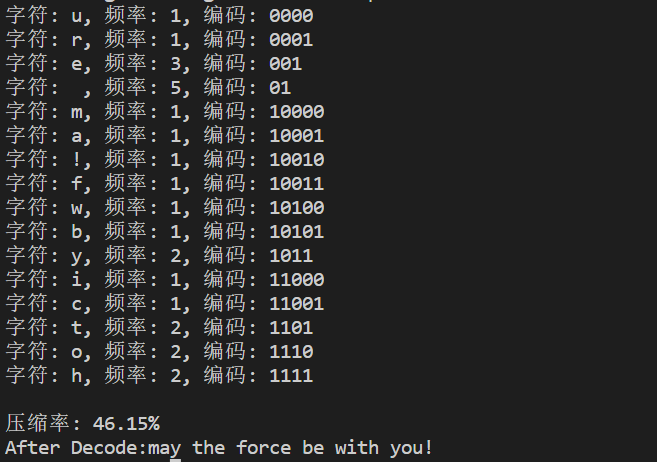 字符: u, 频率: 1, 编码: 0000
字符: r, 频率: 1, 编码: 0001
字符: e, 频率: 3, 编码: 001
字符:  , 频率: 5, 编码: 01
字符: m, 频率: 1, 编码: 10000
字符: a, 频率: 1, 编码: 10001
字符: !, 频率: 1, 编码: 10010
字符: f, 频率: 1, 编码: 10011
字符: w, 频率: 1, 编码: 10100
字符: b, 频率: 1, 编码: 10101
字符: y, 频率: 2, 编码: 1011
字符: i, 频率: 1, 编码: 11000
字符: c, 频率: 1, 编码: 11001
字符: t, 频率: 2, 编码: 1101
字符: o, 频率: 2, 编码: 1110
字符: h, 频率: 2, 编码: 1111
压缩率: 46.15%
After Decode:may the force be with you!